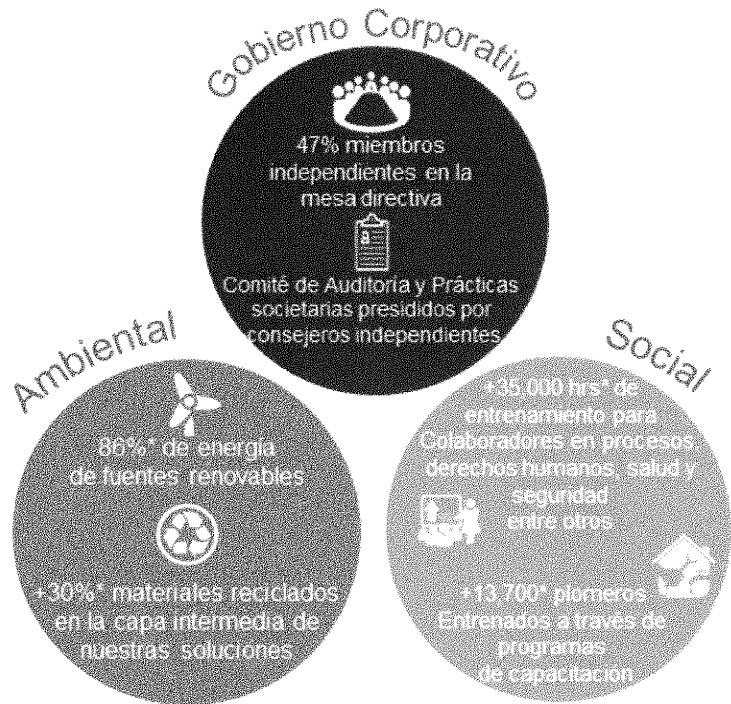 Gobierno Corporativo
47% miembros
independientes en la
mesa directiva
Comité de Auditoría y Prácticas
societarias presididos por
consejeros independientes
Ambiental
86%* de energía
de fuentes renovables
+30%* materiales reciclados
en la capa intermedia de
nuestras soluciones
Social
+35.000 hrs* de
entrenamiento para
Colaboradores en procesos,
derechos humanos, salud y
seguridad
entre otros
+13.700* plomeros
Entrenados a través de
programas
de capacitación